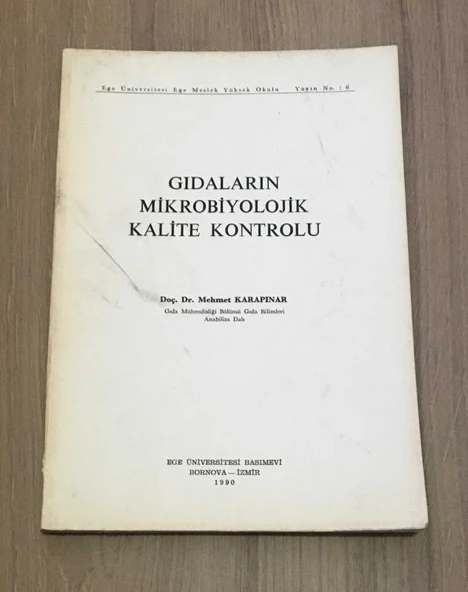 Ege Üniversitesi Ege Meslek Yüksek Okulu Yayın No. : 6
GIDALARIN
MİKROBİYOLOJİK
KALİTE KONTROLU
Doç. Dr. Mehmet KARAPINAR
Gıda Mühendisliği Bölümü Gıda Bilimleri
Anabilim Dalı
EGE ÜNİVERSİTESİ BASIMEVİ
BORNOVA — İZMİR
1990